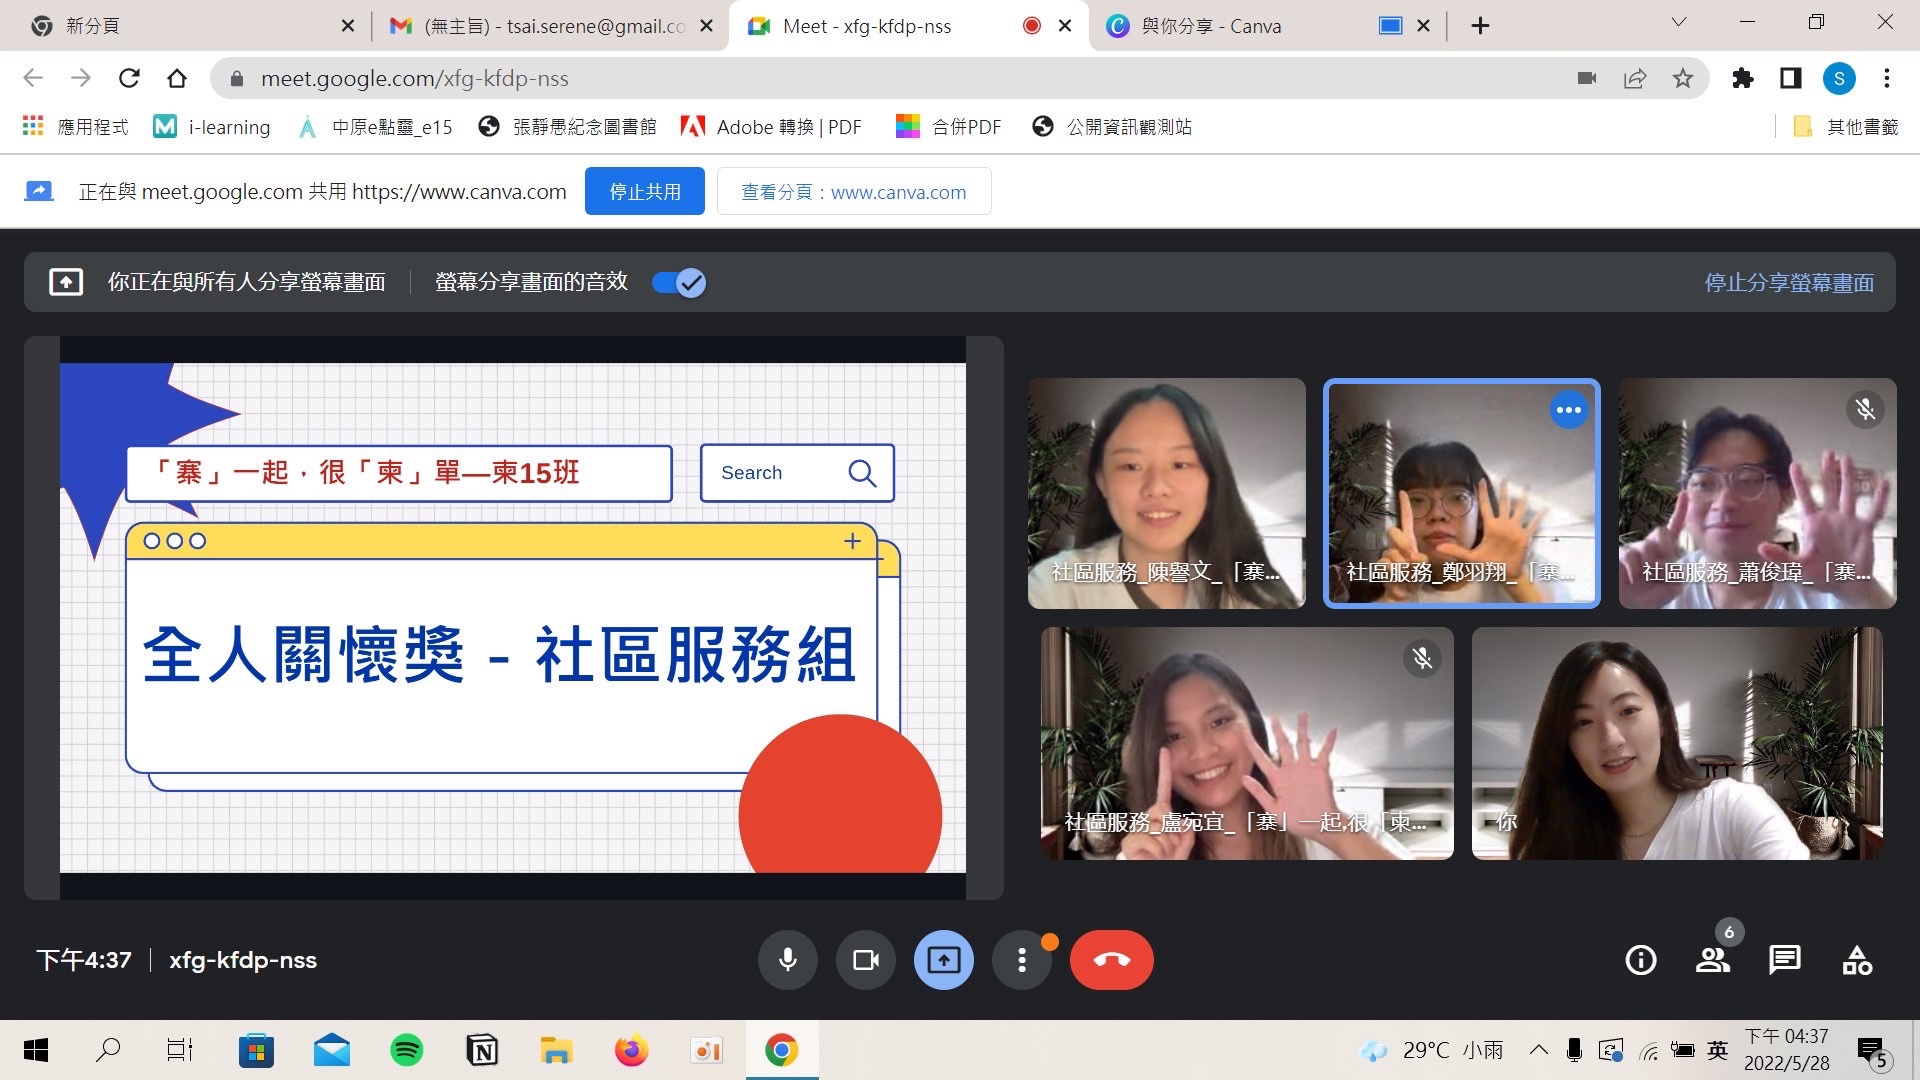 新分頁
(無主旨) - tsai.serene@gmail.co
Meet - xfg-kfdp-nss
與你分享 - Canva
meet.google.com/xfg-kfdp-nss
S
應用程式
i-learning
中原e點靈_e15
張靜愚紀念圖書館
Adobe 轉換 | PDF
合併PDF
公開資訊觀測站
其他書籤
正在與 meet.google.com 共用 https://www.canva.com
停止共用
查看分頁：www.canva.com
你正在與所有人分享螢幕畫面
螢幕分享畫面的音效
停止分享螢幕畫面
「寨」一起，很「柬」單—柬15班
Search
全人關懷獎 - 社區服務組
社區服務_陳譽文_「寨...
社區服務_鄭羽翔_「寨...
社區服務_蕭俊瑋_「寨...
社區服務_盧宛宜_「寨」一起,很「柬...
你
下午4:37
xfg-kfdp-nss
6
29°C 小雨
英
下午 04:37
2022/5/28
5